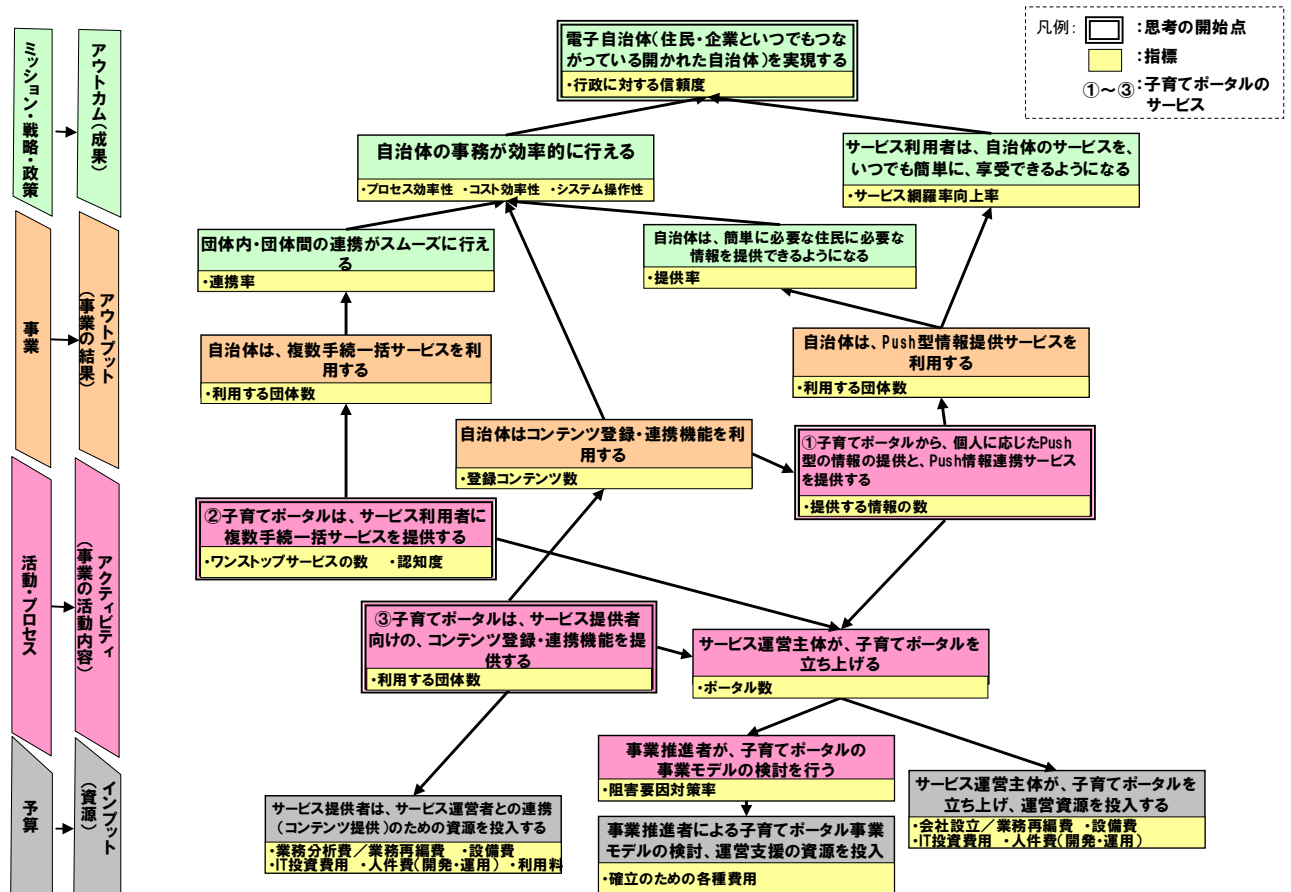 凡例:
:思考の開始点
:指標
①～③:子育てポータルの
サービス
ミッション・戦略・政策
アウトカム(成果)
事業
アウトプット
(事業の結果)
活動・プロセス
アクティビティ
(事業の活動内容)
予算
インプット
(資源)
電子自治体(住民・企業といつでもつな
がっている開かれた自治体)を実現する
・行政に対する信頼度
自治体の事務が効率的に行える
・プロセス効率性 ・コスト効率性 ・システム操作性
サービス利用者は、自治体のサービスを、
いつでも簡単に、享受できるようになる
・サービス網羅率向上率
団体内・団体間の連携がスムーズに行え
る
・連携率
自治体は、簡単に必要な住民に必要な
情報を提供できるようになる
・提供率
自治体は、複数手続一括サービスを利
用する
・利用する団体数
自治体は、Push型情報提供サービスを
利用する
・利用する団体数
自治体はコンテンツ登録・連携機能を利
用する
・登録コンテンツ数
①子育てポータルから、個人に応じたPush
型の情報の提供と、Push情報連携サービス
を提供する
・提供する情報の数
②子育てポータルは、サービス利用者に
複数手続一括サービスを提供する
・ワンストップサービスの数 ・認知度
③子育てポータルは、サービス提供者
向けの、コンテンツ登録・連携機能を提
供する
・利用する団体数
サービス運営主体が、子育てポータルを
立ち上げる
・ポータル数
事業推進者が、子育てポータルの
事業モデルの検討を行う
・阻害要因対策率
サービス提供者は、サービス運営者との連携
(コンテンツ提供)のための資源を投入する
・業務分析費／業務再編費 ・設備費
・IT投資費用 ・人件費(開発・運用) ・利用料
事業推進者による子育てポータル事業
モデルの検討、運営支援の資源を投入
・確立のための各種費用
サービス運営主体が、子育てポータルを
立ち上げ、運営資源を投入する
・会社設立／業務再編費 ・設備費
・IT投資費用 ・人件費(開発・運用)